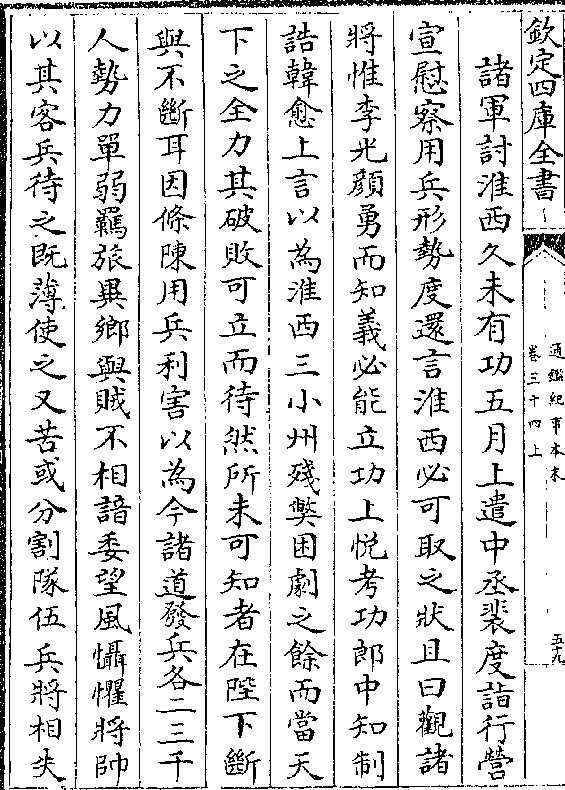 欽定四庫全書
通鑑紀事本末
卷三十四上
五十九
諸軍討淮西久未有功五月上遣中丞裴度詣行營
宣慰察用兵形勢度還言淮西必可取之狀且曰觀諸
將惟李光顔勇而知義必能立功上悅考功郎中知制
誥韓愈上言以為淮西三小州殘獘困劇之餘而當天
下之全力其破敗可立而待然所未可知者在陛下斷
與不斷耳因條陳用兵利害以為今諸道發兵各二三千
人勢力單弱羈旅異鄉與賊不相諳委望風懾懼將帥
以其客兵待之既薄使之又苦或分割隊伍兵將相失